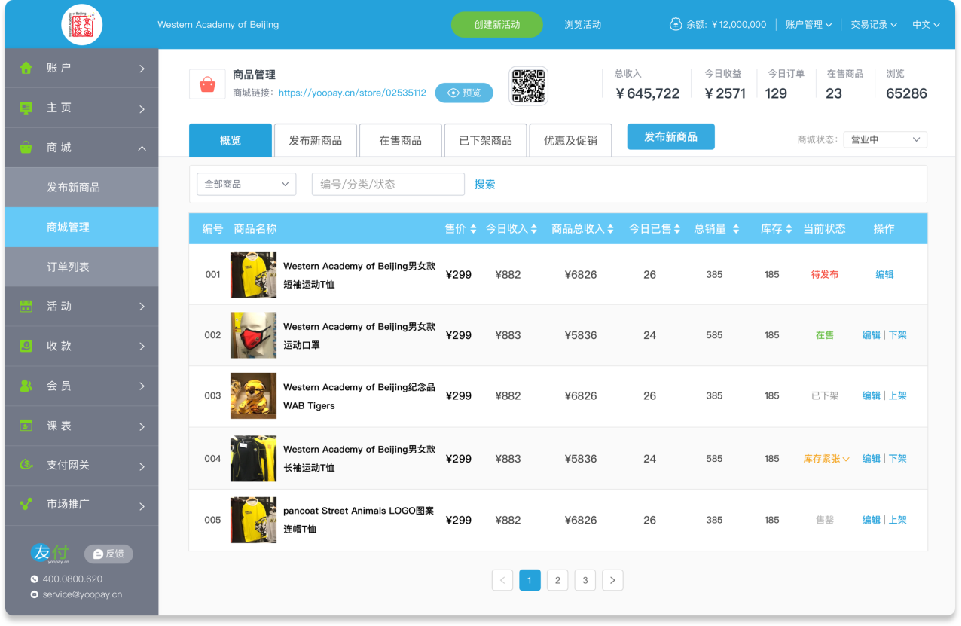 Western Academy of Beijing
创建新活动
浏览活动
余额: ￥12,000,000
账户管理
交易记录
中文
账户
主页
商城
发布新商品
商城管理
订单列表
活动
收款
会员
课表
支付网关
市场推广
友付
yoopay.cn
反馈
400.0800.620
service@yoopay.cn
商品管理
商城链接: https://yoopay.cn/store/02535112
预览
总收入
￥645,722
今日收益
￥2571
今日订单
129
在售商品
23
浏览
65286
概览
发布新商品
在售商品
已下架商品
优惠及促销
发布新商品
商城状态:
营业中
全部商品
编号/分类/状态
搜索
编号 商品名称 售价 今日收入 商品总收入 今日已售 总销量 库存 当前状态 操作
001 Western Academy of Beijing男女款 ¥299 ¥882 ¥6826 26 385 185 待发布 编辑
短袖运动T恤
002 Western Academy of Beijing男女款 ¥299 ¥883 ¥5836 24 585 185 在售 编辑 | 下架
运动口罩
003 Western Academy of Beijing纪念品 ¥299 ¥882 ¥6826 26 385 185 已下架 编辑 | 上架
WAB Tigers
004 Western Academy of Beijing男女款 ¥299 ¥883 ¥5836 24 585 185 库存紧张 编辑 | 下架
长袖运动T恤
005 pancoat Street Animals LOGO图案 ¥299 ¥882 ¥6826 26 385 185 售罄 编辑 | 上架
连帽T恤
< 1 2 3 >